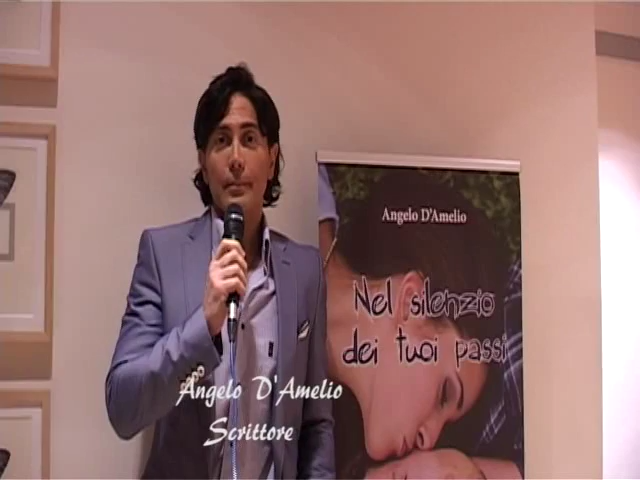 Angelo D'Amelio
Nel silenzio
dei tuoi passi
Angelo D'Amelio
Scrittore